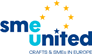 sme
united
CRAFTS & SMEs IN EUROPE